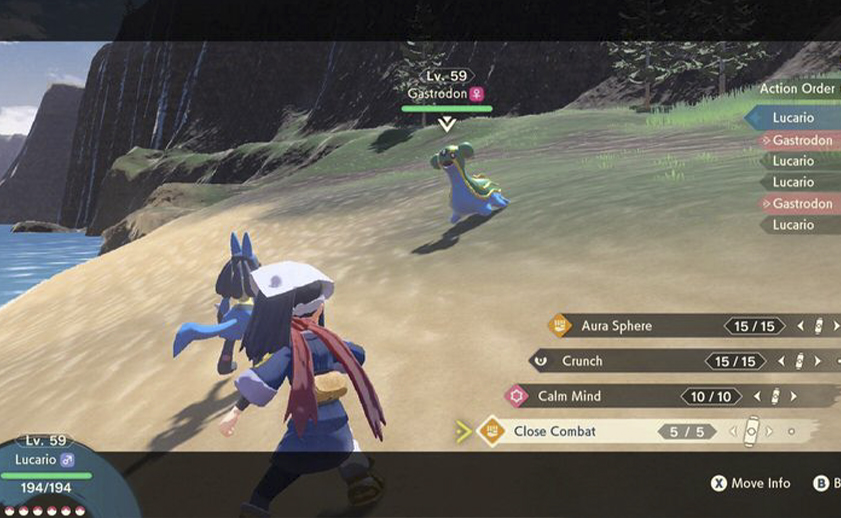 Lv. 59
Gastrodon
Action Order
Lucario
Gastrodon
Lucario
Lucario
Gastrodon
Lucario
Aura Sphere 15/15
Crunch 15/15
Calm Mind 10/10
Close Combat 5/5
Lv. 59
Lucario
194/194
X Move Info B B